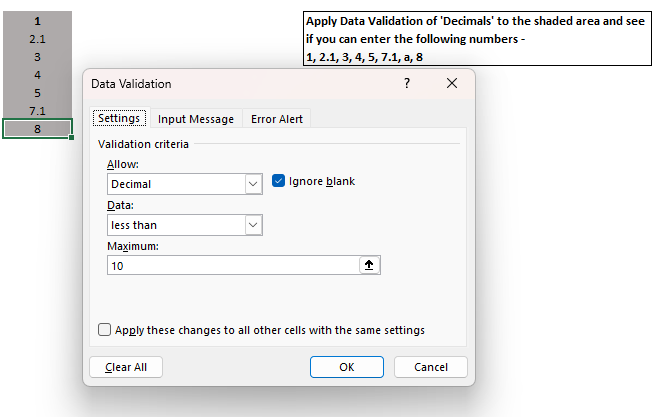 1
2.1
3
4
5
7.1
8
Apply Data Validation of 'Decimals' to the shaded area and see
if you can enter the following numbers -
1, 2.1, 3, 4, 5, 7.1, a, 8
Data Validation
?
Settings
Input Message
Error Alert
Validation criteria
Allow:
Decimal
Ignore blank
Data:
less than
Maximum:
10
Apply these changes to all other cells with the same settings
Clear All
OK
Cancel